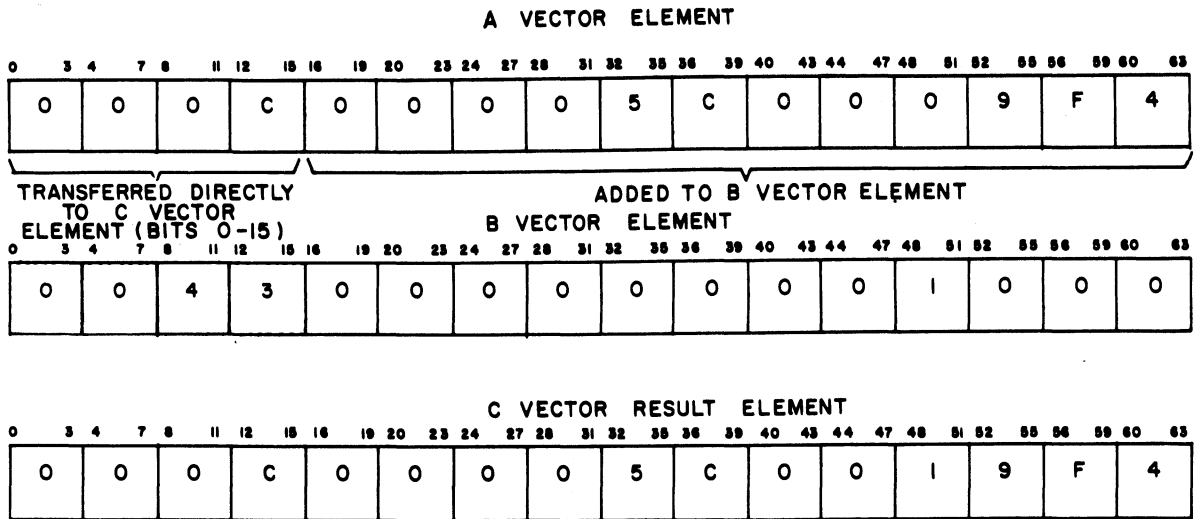 A VECTOR ELEMENT
0 3 4 7 8 11 12 15 16 19 20 23 24 27 28 31 32 35 36 39 40 43 44 47 48 51 52 55 56 59 60 63
0 0 0 C 0 0 0 0 5 C 0 0 0 9 F 4
TRANSFERRED DIRECTLY
TO C VECTOR
ELEMENT (BITS 0-15)
ADDED TO B VECTOR ELEMENT
B VECTOR ELEMENT
0 3 4 7 8 11 12 15 16 19 20 23 24 27 28 31 32 35 36 39 40 43 44 47 48 51 52 55 56 59 60 63
0 0 4 3 0 0 0 0 0 0 0 0 1 0 0 0
C VECTOR RESULT ELEMENT
0 3 4 7 8 11 12 15 16 19 20 23 24 27 28 31 32 35 36 39 40 43 44 47 48 51 52 55 56 59 60 63
0 0 0 C 0 0 0 0 5 C 0 0 1 9 F 4